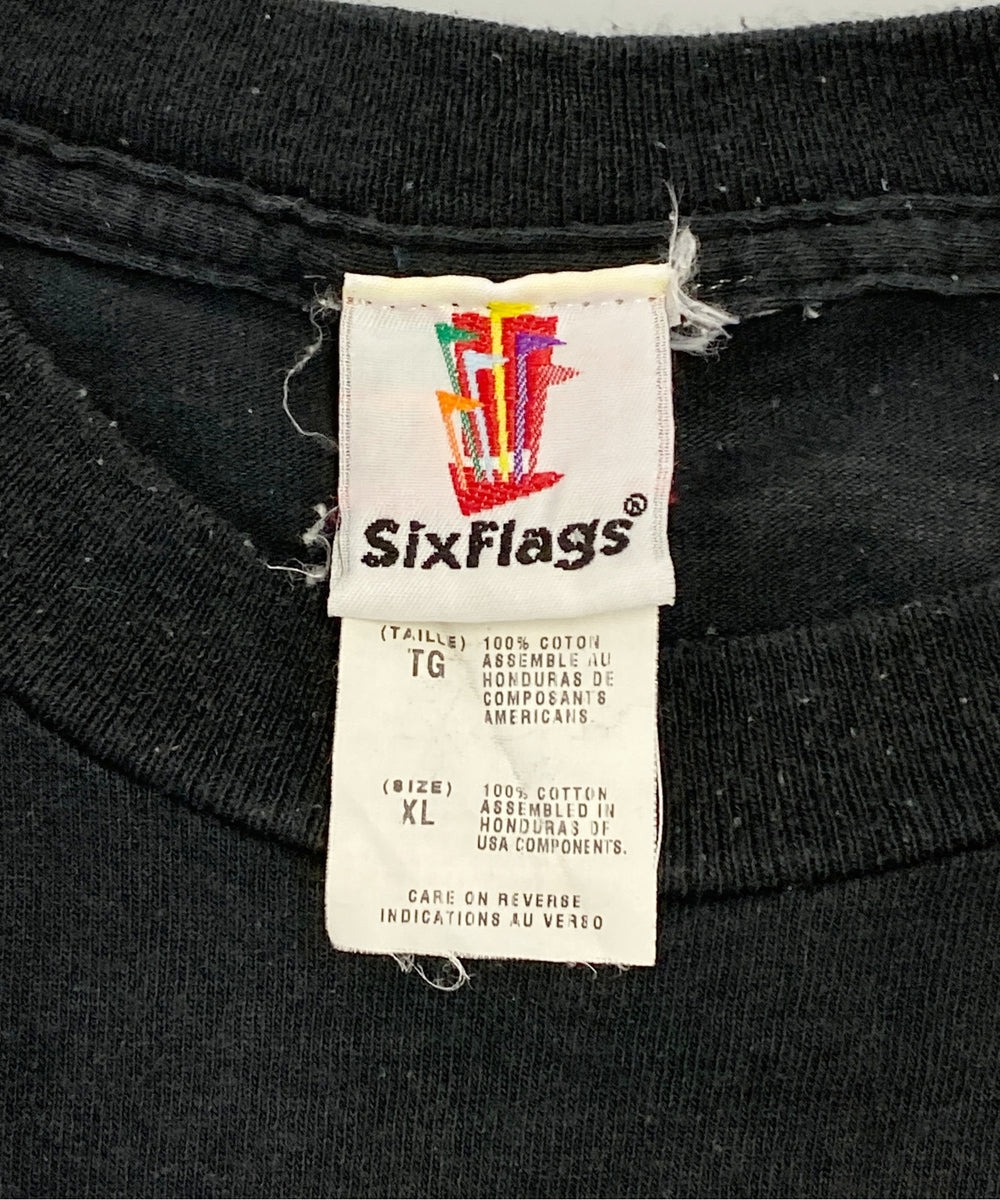 SixFlags®
(TAILLE)
TG
100% COTON
ASSEMBLE AU
HONDURAS DE
COMPOSANTS
AMERICANS.
(SIZE)
XL
100% COTTON
ASSEMBLED IN
HONDURAS OF
USA COMPONENTS.
CARE ON REVERSE
INDICATIONS AU VERSO